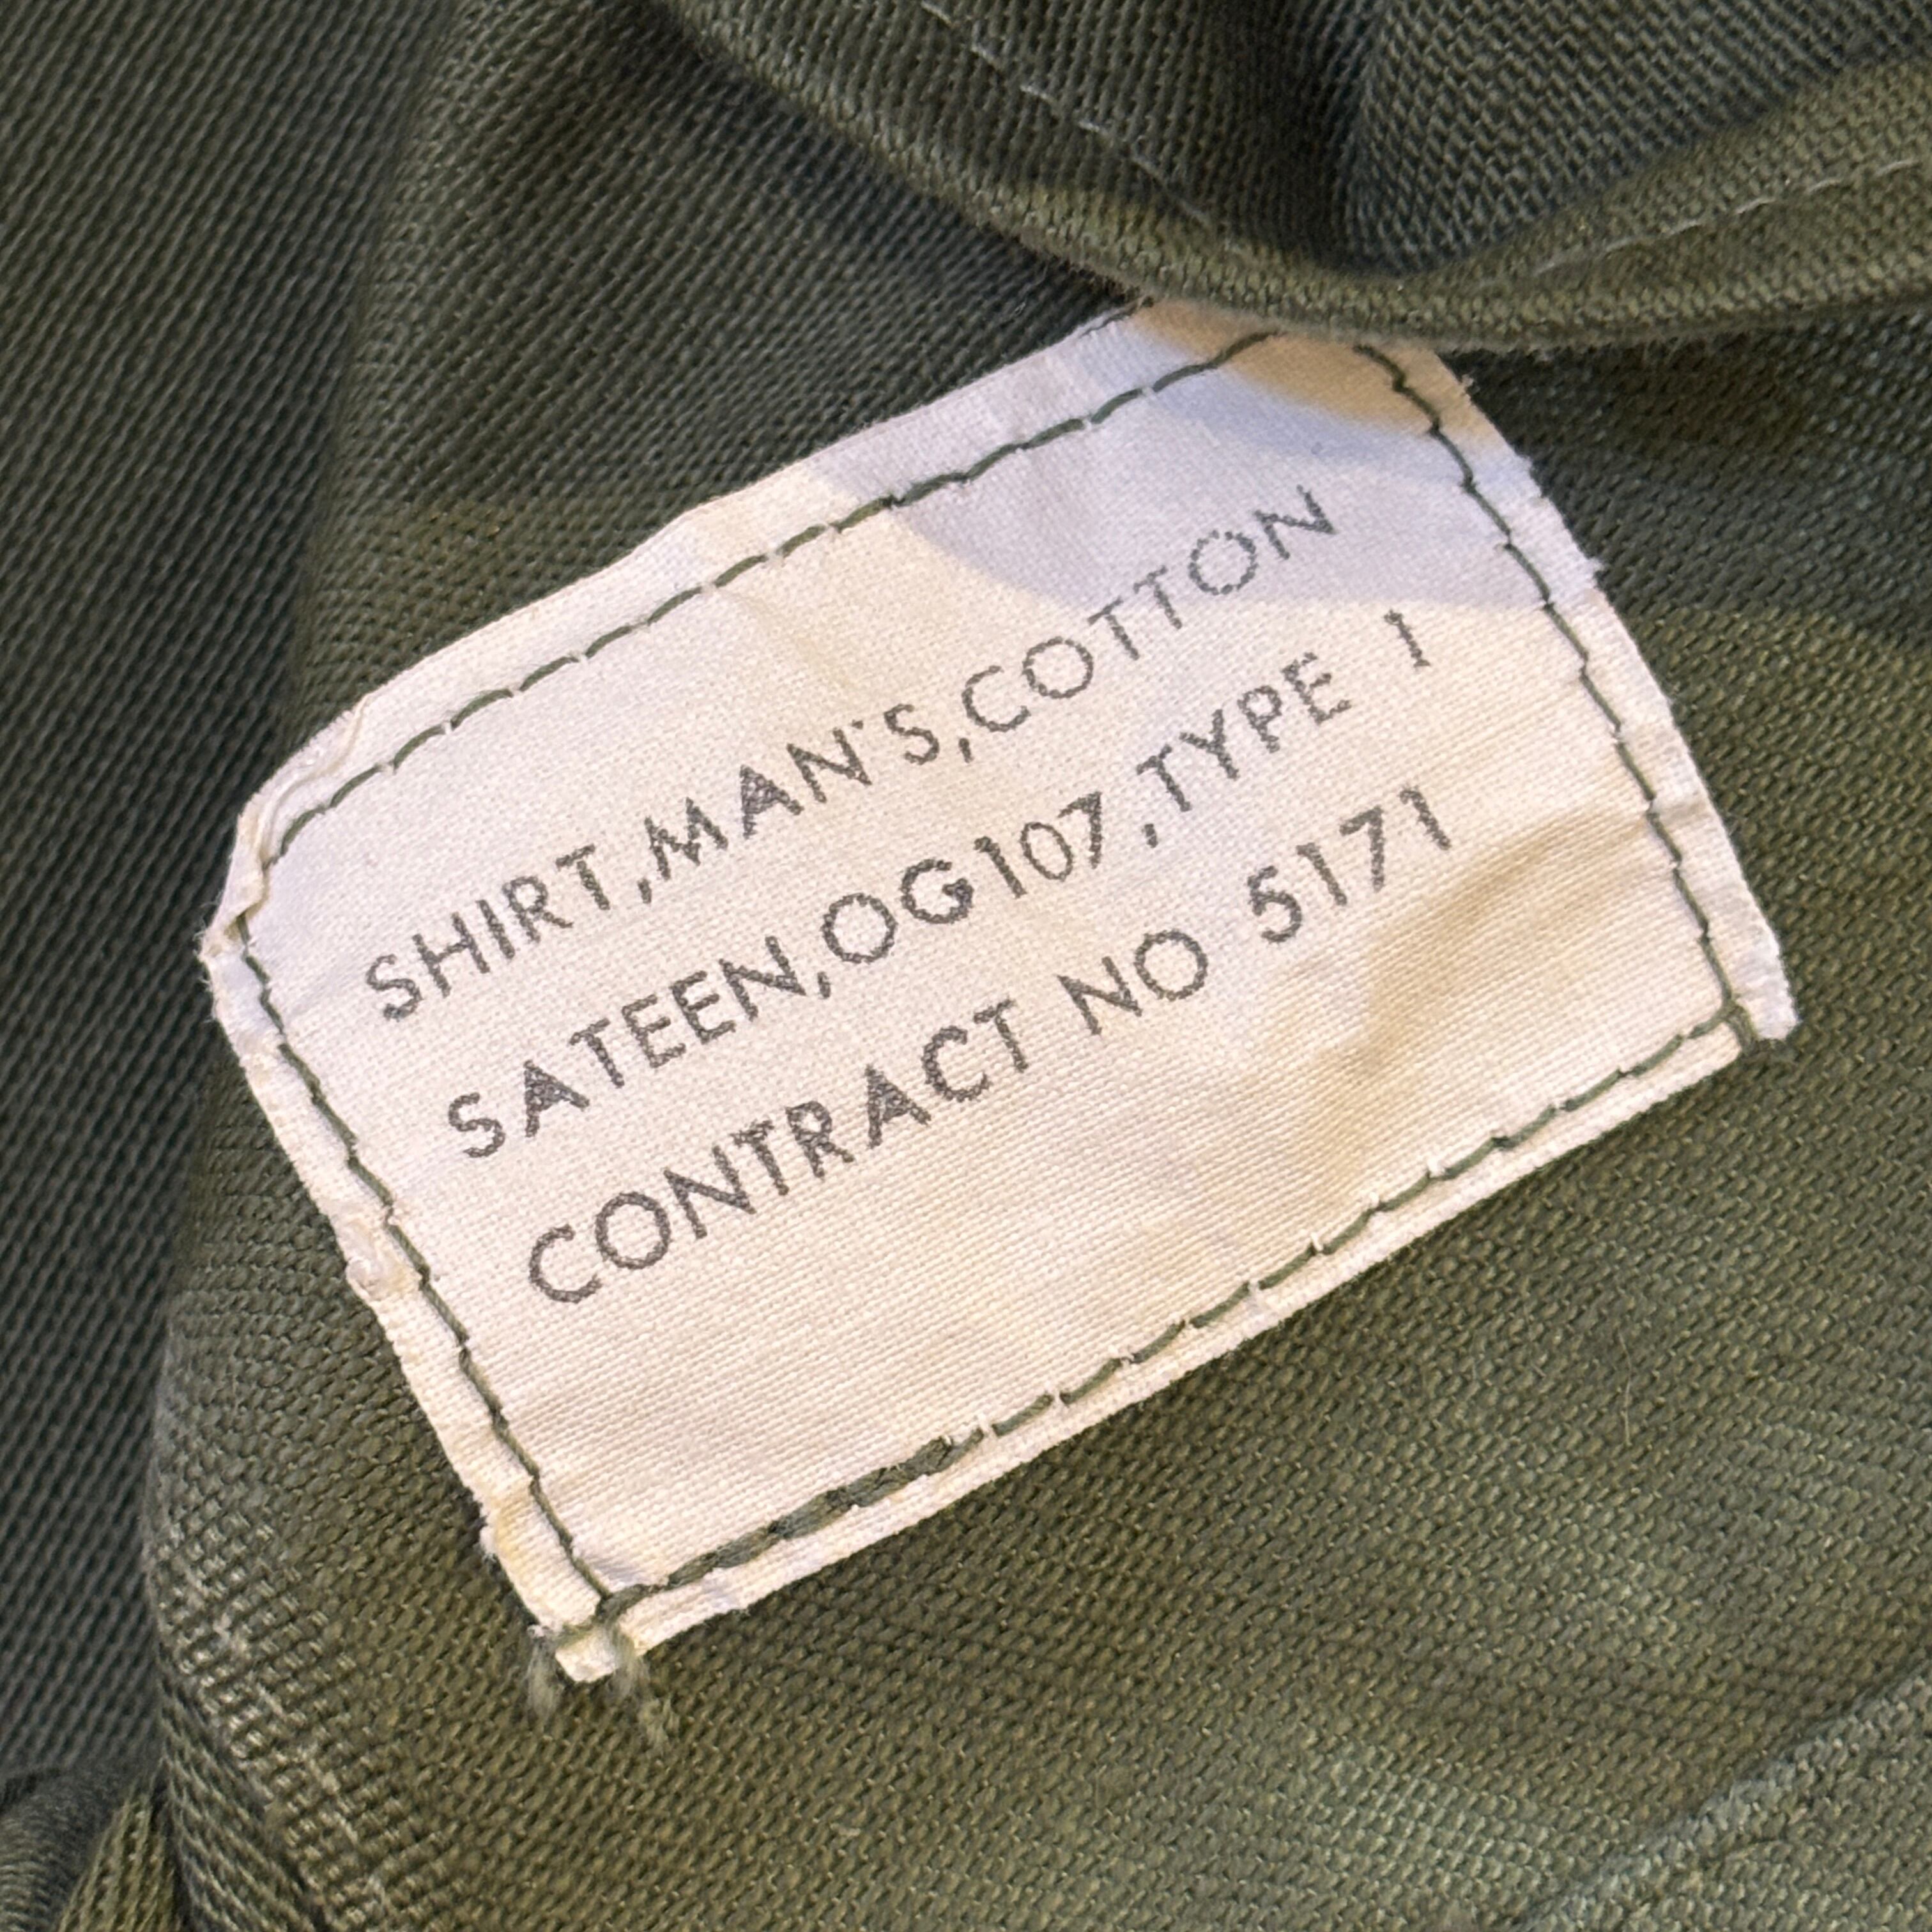 SHIRT,MAN'S,COTTON
SATEEN,OG107,TYPE I
CONTRACT NO 5171